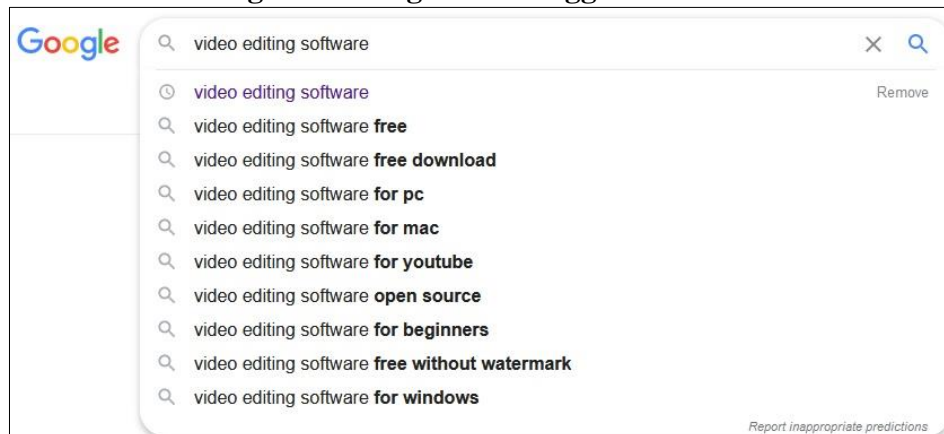 Google
video editing software
video editing software
Remove
video editing software free
video editing software free download
video editing software for pc
video editing software for mac
video editing software for youtube
video editing software open source
video editing software for beginners
video editing software free without watermark
video editing software for windows
Report inappropriate predictions